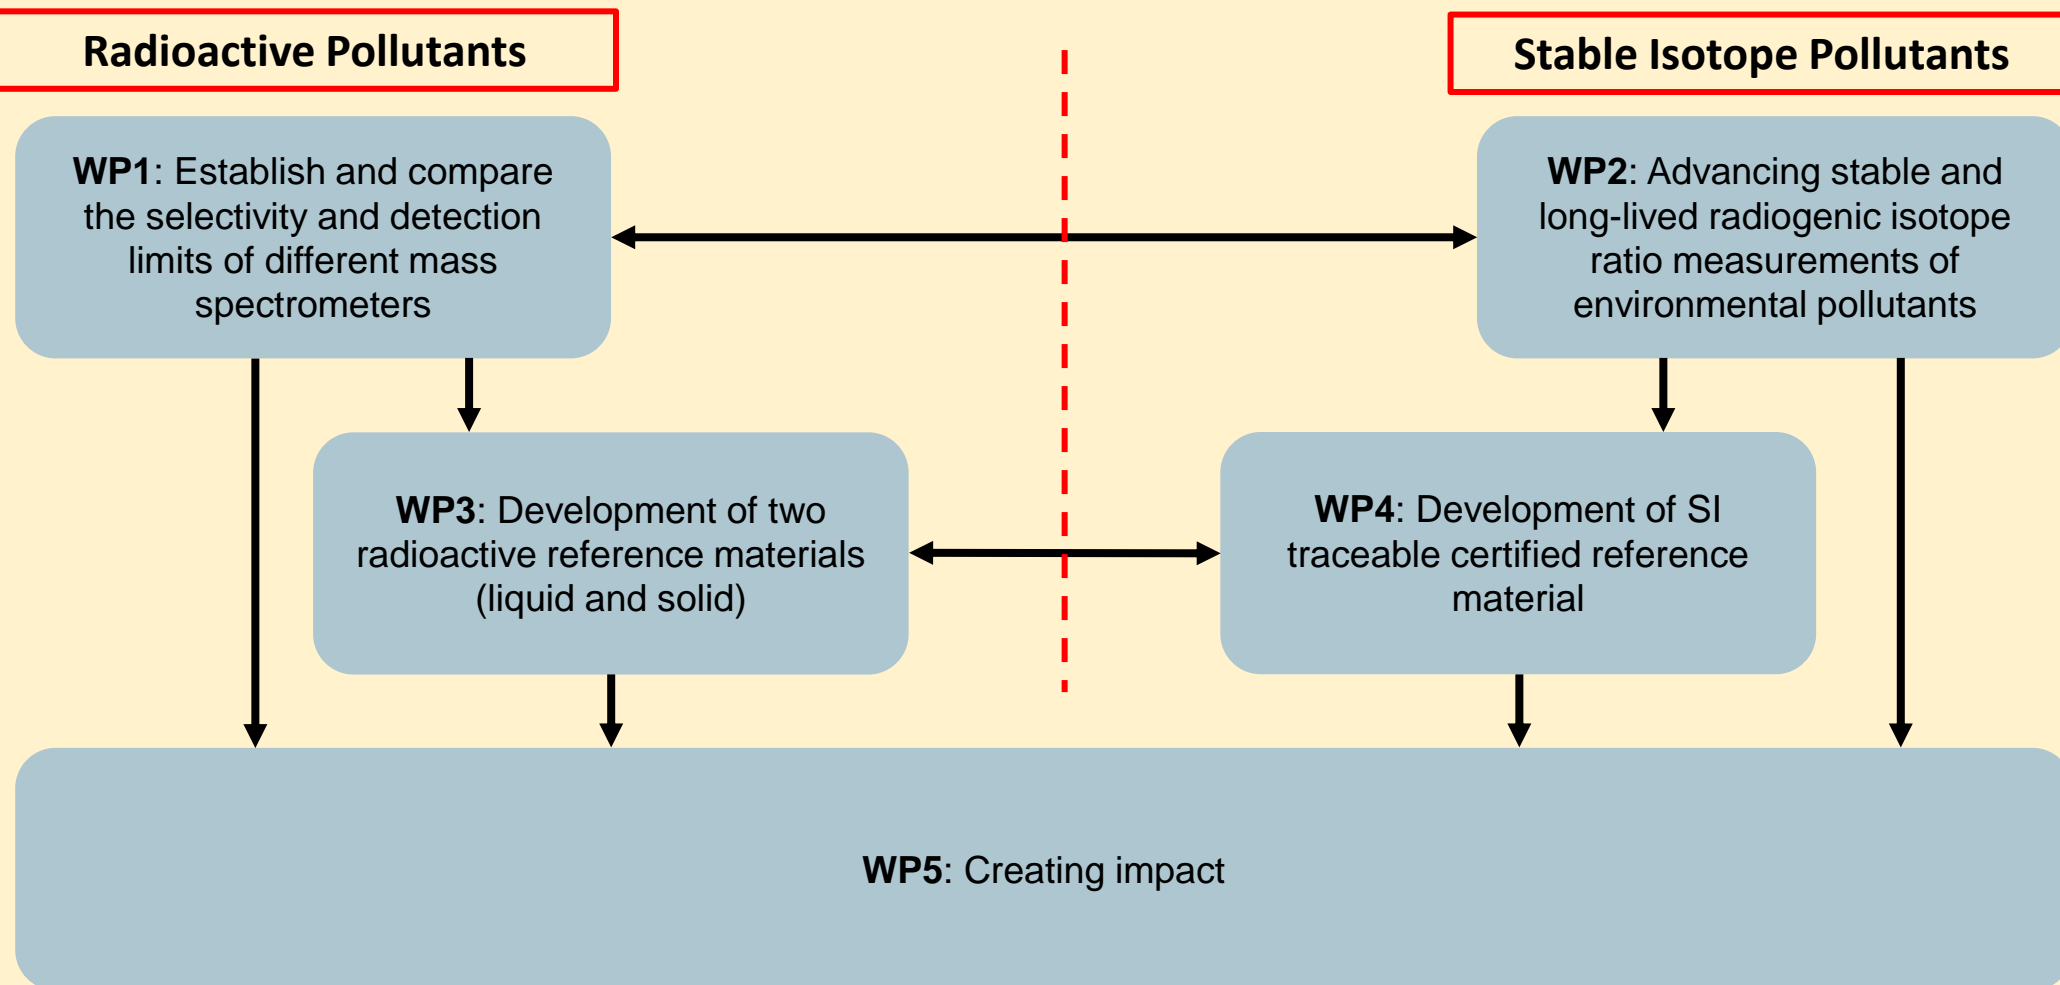 Radioactive Pollutants
Stable Isotope Pollutants
WP1: Establish and compare
the selectivity and detection
limits of different mass
spectrometers
WP2: Advancing stable and
long-lived radiogenic isotope
ratio measurements of
environmental pollutants
WP3: Development of two
radioactive reference materials
(liquid and solid)
WP4: Development of SI
traceable certified reference
material
WP5: Creating impact